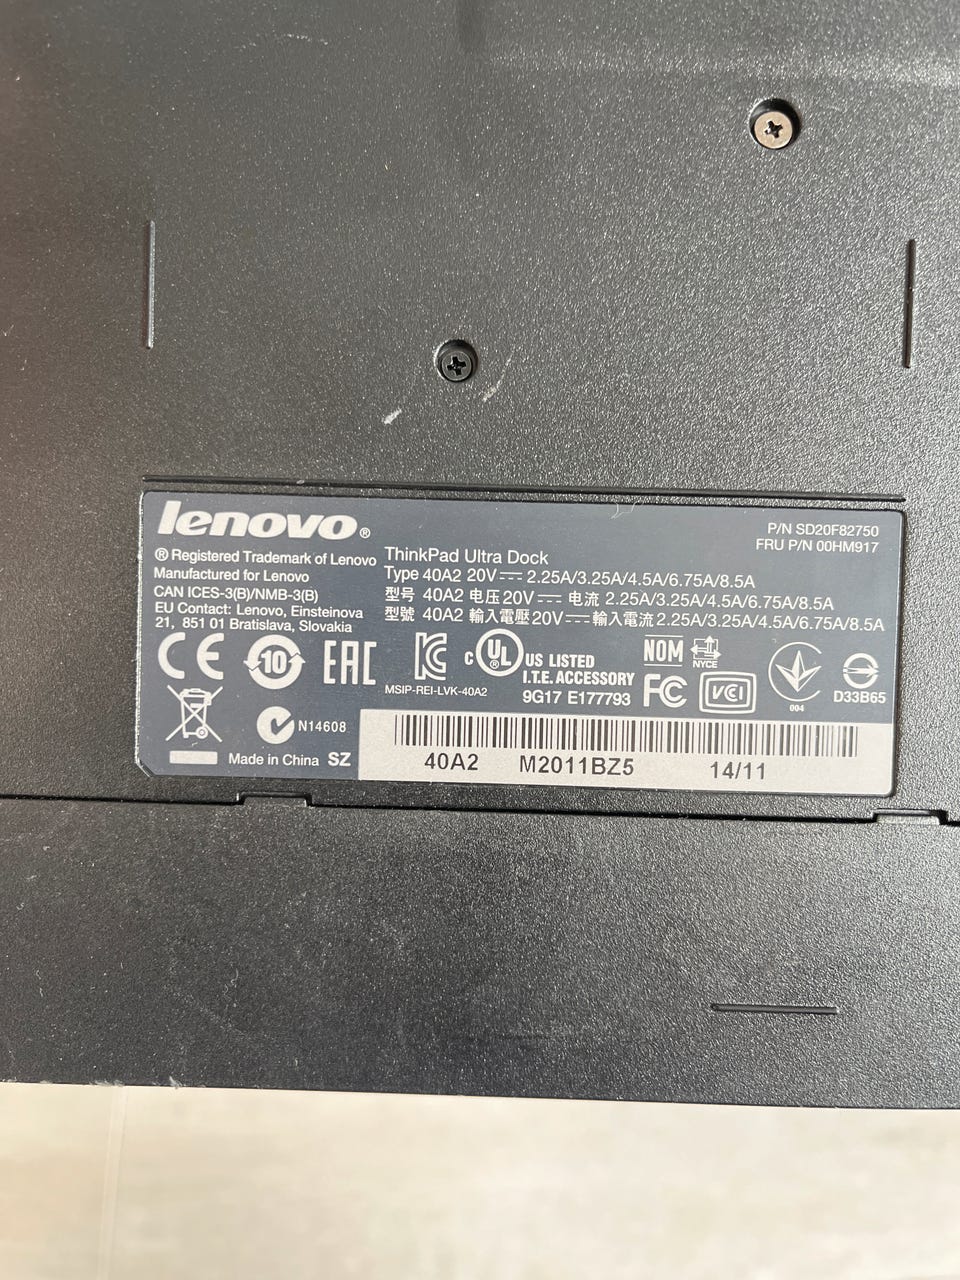 lenovo®
P/N SD20F82750
FRU P/N 00HM917
® Registered Trademark of Lenovo
Manufactured for Lenovo
CAN ICES-3(B)/NMB-3(B)
EU Contact: Lenovo, Einsteinova
21, 851 01 Bratislava, Slovakia
ThinkPad Ultra Dock
Type 40A2 20V⎓ 2.25A/3.25A/4.5A/6.75A/8.5A
型号 40A2 电压 20V⎓ 电流 2.25A/3.25A/4.5A/6.75A/8.5A
型號 40A2 輸入電壓 20V⎓ 輸入電流 2.25A/3.25A/4.5A/6.75A/8.5A
CE 10 EAC
MSIP-REI-LVK-40A2
c UL ® US LISTED
I.T.E. ACCESSORY
9G17 E177793
NOM NYCE
FC VCI
004
D33B65
N14608
Made in China SZ
40A2 M2011BZ5 14/11